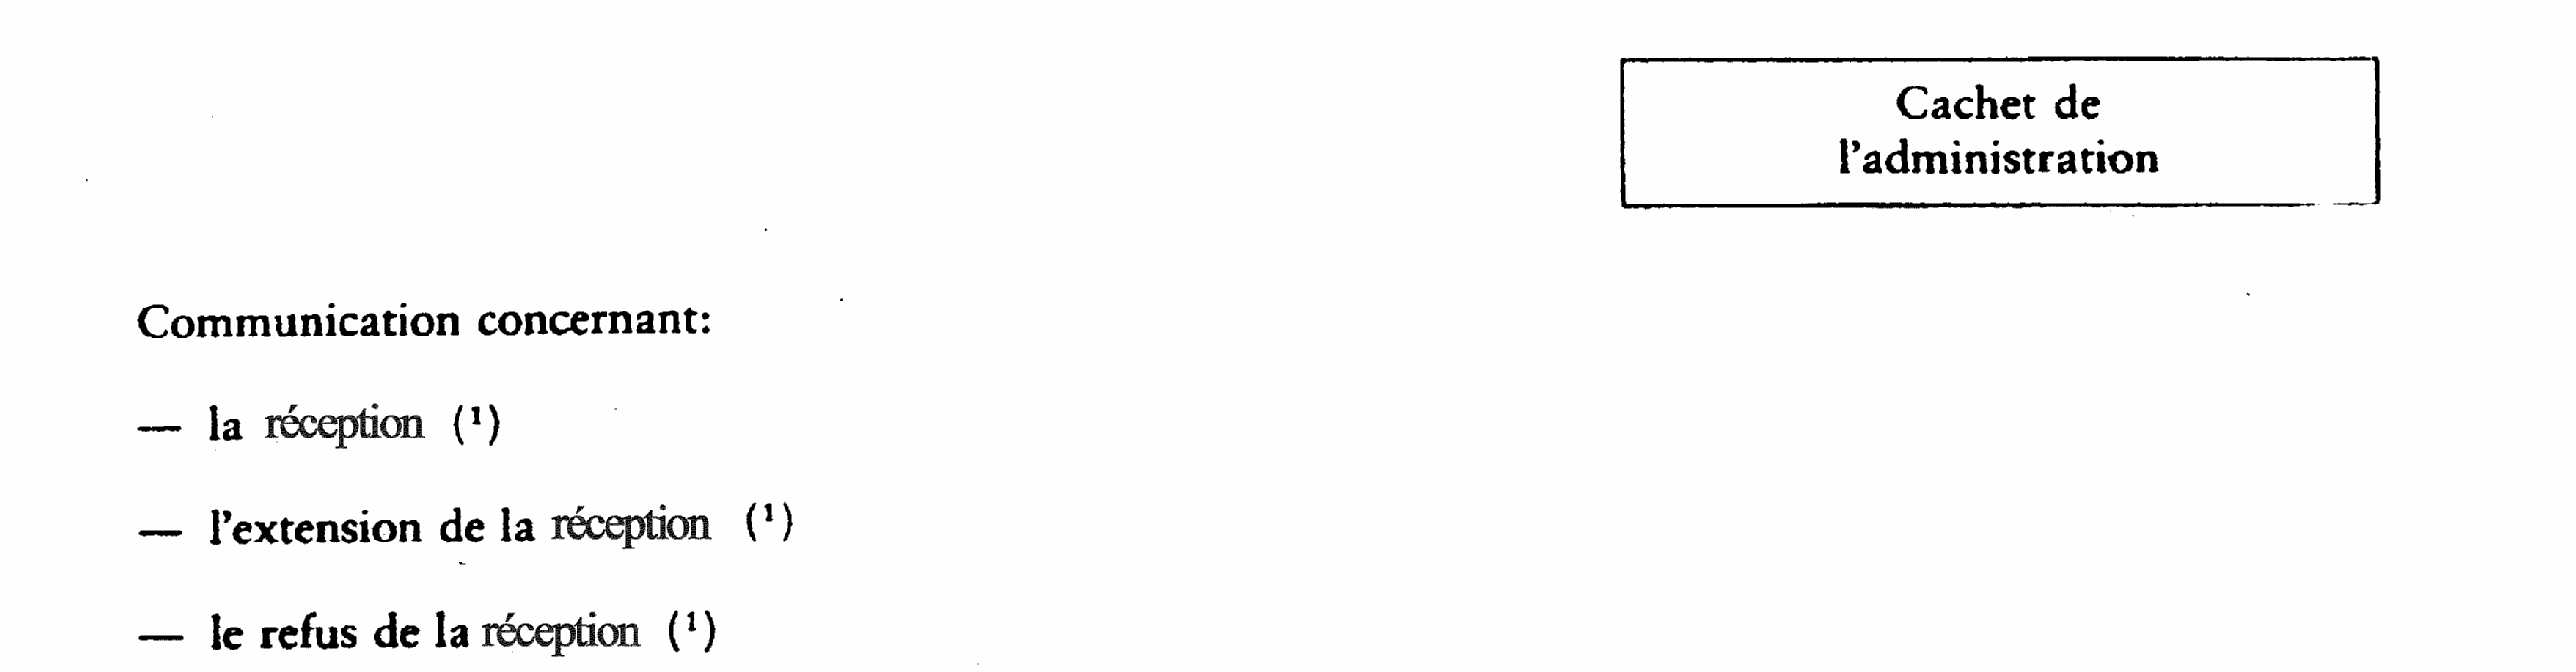 Cachet de
l'administration
Communication concernant:
— la réception (¹)
— l'extension de la réception (¹)
— le refus de la réception (¹)